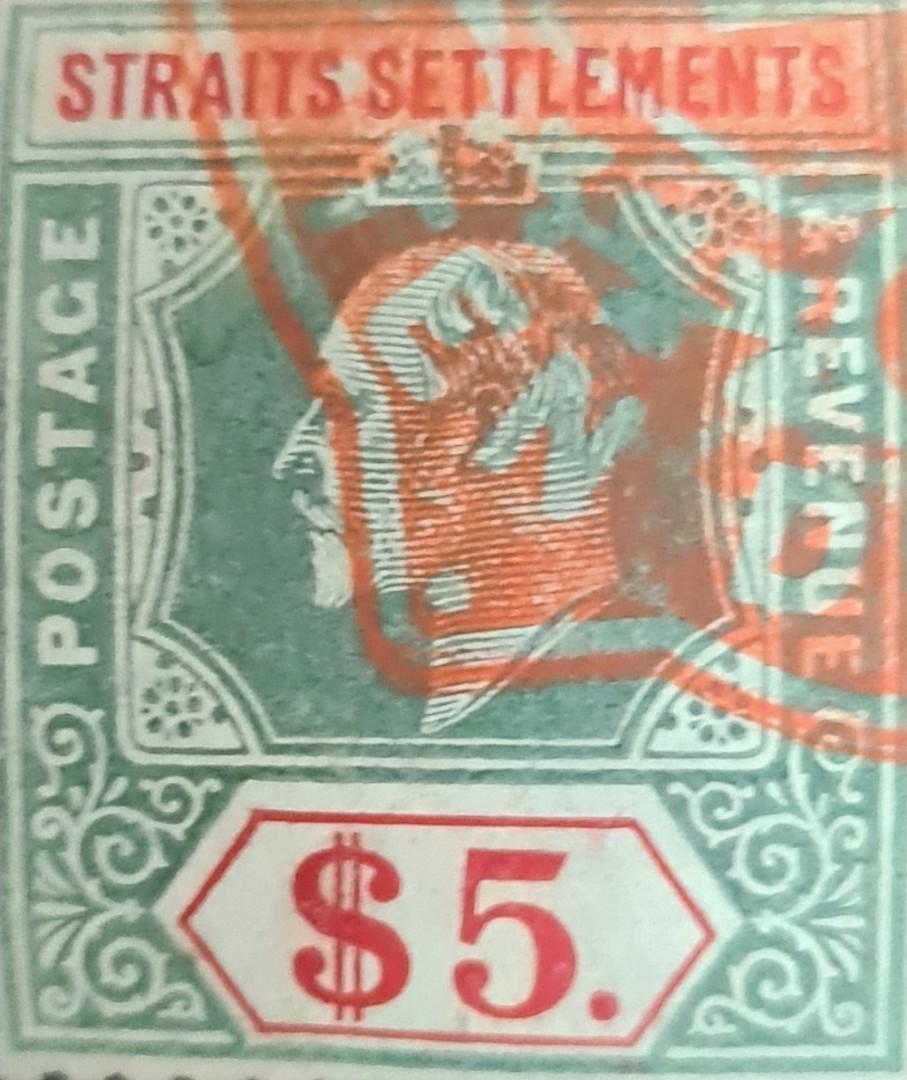 STRAITS SETTLEMENTS
POSTAGE
& REVENUE
$5.